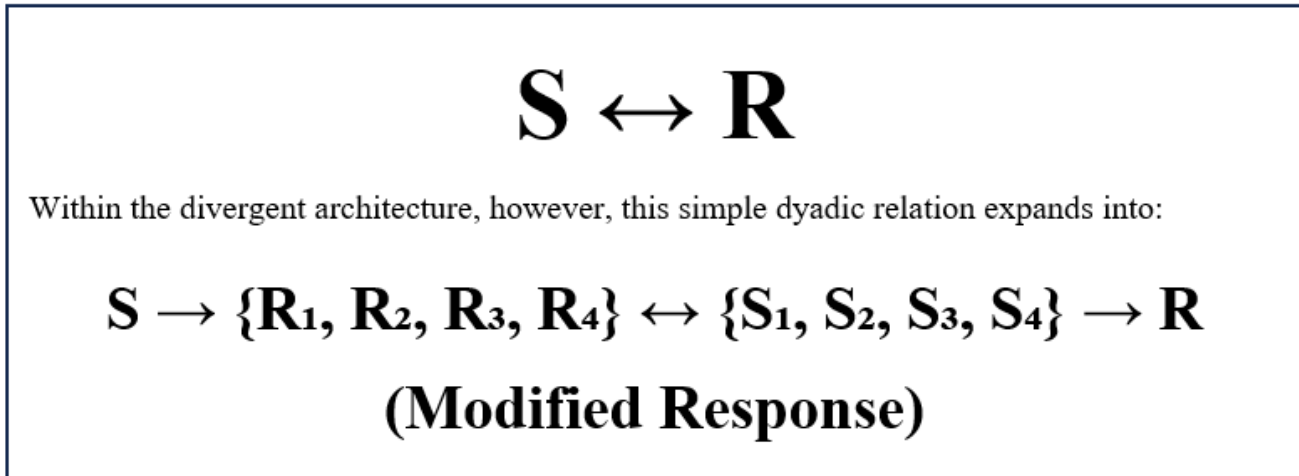 S ↔ R
Within the divergent architecture, however, this simple dyadic relation expands into:
S → {R₁, R₂, R₃, R₄} ↔ {S₁, S₂, S₃, S₄} → R
(Modified Response)